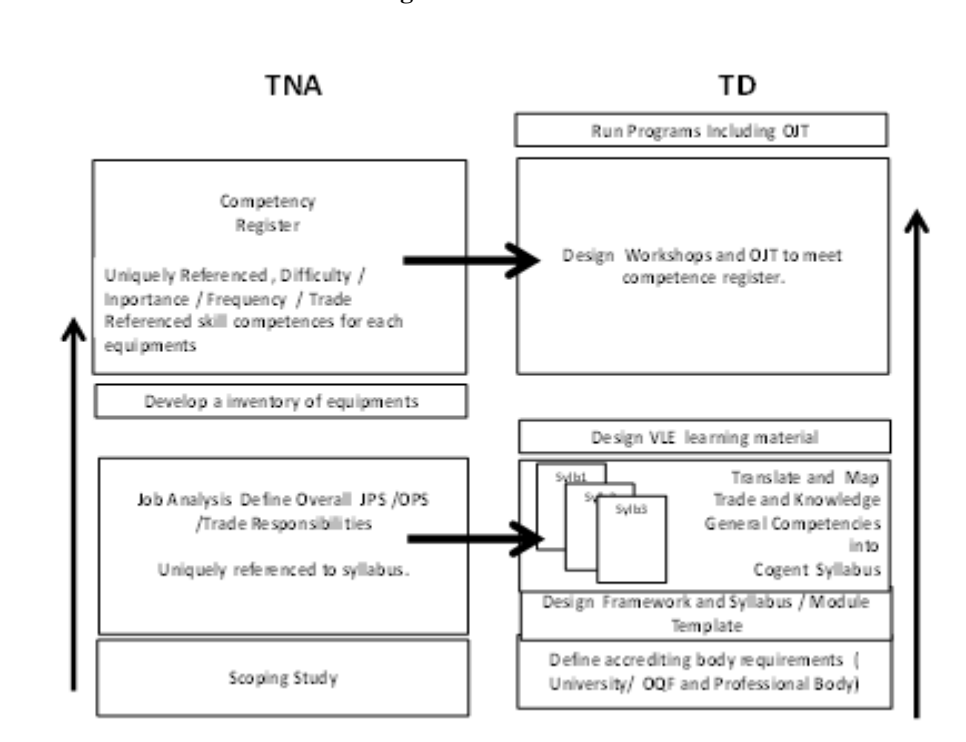 TNA
Competency
Register
Uniquely Referenced , Difficulty /
Inportance / Frequency / Trade
Referenced skill competences for each
equipments
Develop a inventory of equipments
Job Analysis Define Overall JPS /OPS
/Trade Responsibilities
Uniquely referenced to syllabus.
Scoping Study
TD
Run Programs Including OJT
Design Workshops and OJT to meet
competence register.
Design VLE learning material
Sylb1
Sylb3
Translate and Map
Trade and Knowledge
General Competencies
into
Cogent Syllabus
Design Framework and Syllabus / Module
Template
Define accrediting body requirements (
University/ OQF and Professional Body)